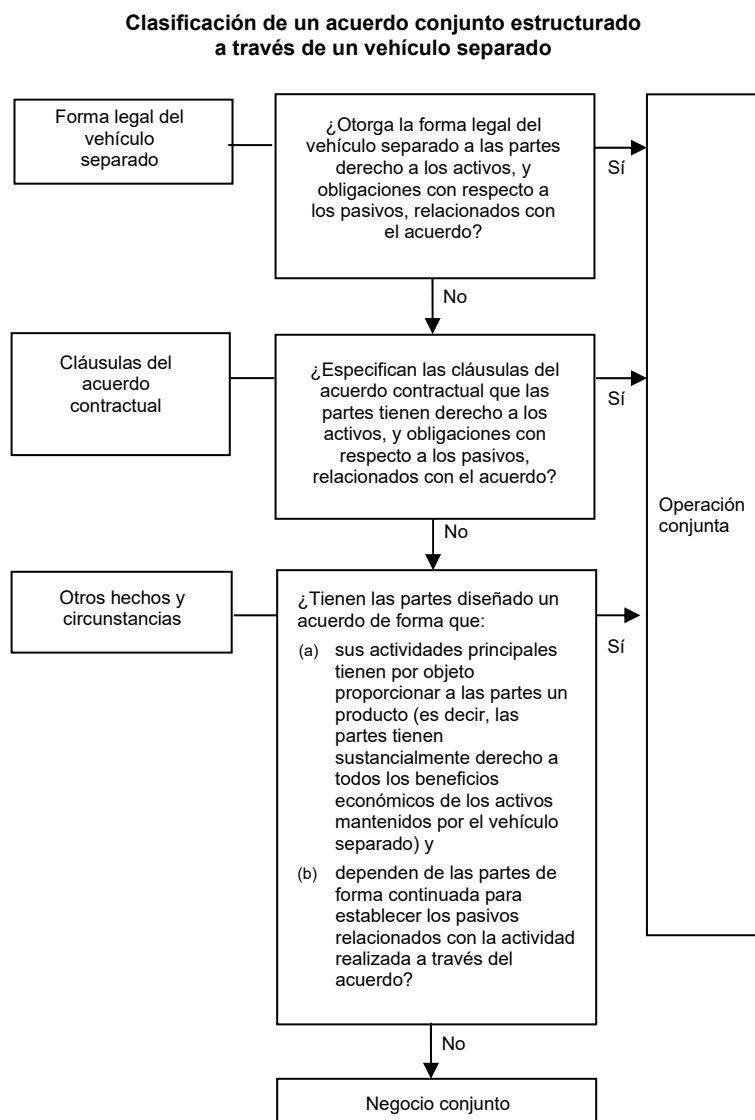 Clasificación de un acuerdo conjunto estructurado
a través de un vehículo separado
Forma legal del
vehículo
separado
¿Otorga la forma legal del
vehículo separado a las partes
derecho a los activos, y
obligaciones con respecto a
los pasivos, relacionados con
el acuerdo?
Sí
No
Cláusulas del
acuerdo
contractual
¿Especifican las cláusulas del
acuerdo contractual que las
partes tienen derecho a los
activos, y obligaciones con
respecto a los pasivos,
relacionados con el acuerdo?
Sí
Operación
conjunta
No
Otros hechos y
circunstancias
¿Tienen las partes diseñado un
acuerdo de forma que:
(a) sus actividades principales
tienen por objeto
proporcionar a las partes un
producto (es decir, las
partes tienen
sustancialmente derecho a
todos los beneficios
económicos de los activos
mantenidos por el vehículo
separado) y
(b) dependen de las partes de
forma continuada para
establecer los pasivos
relacionados con la actividad
realizada a través del
acuerdo?
Sí
No
Negocio conjunto